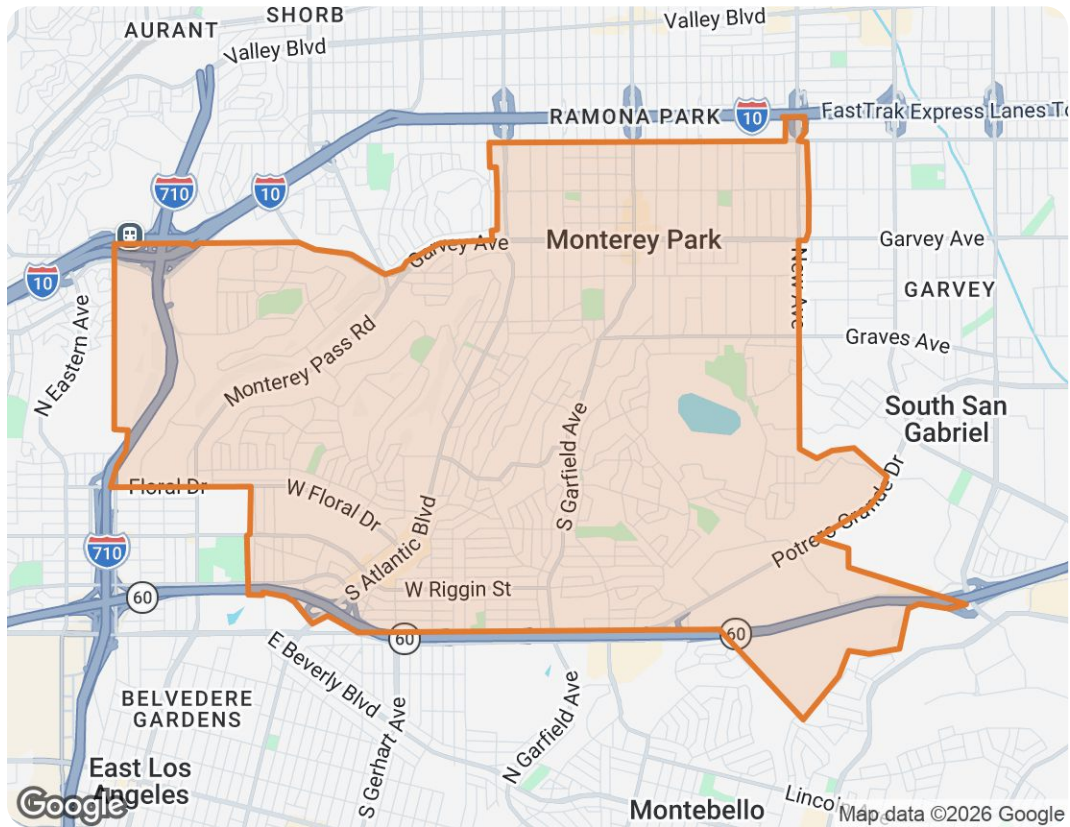 SHORB
AURANT
Valley Blvd
Valley Blvd
RAMONA PARK
10
FastTrak Express Lanes To
710
10
Garvey Ave
Monterey Park
Garvey Ave
10
New Ave
GARVEY
N Eastern Ave
Monterey Pass Rd
Graves Ave
South San
Gabriel
S Garfield Ave
Floral Dr
W Floral Dr
Potrero Grande Dr
710
S Atlantic Blvd
W Riggin St
60
60
60
E Beverly Blvd
BELVEDERE
GARDENS
S Gerhart Ave
N Garfield Ave
East Los
Angeles
Google
Montebello
Map data ©2026 Google